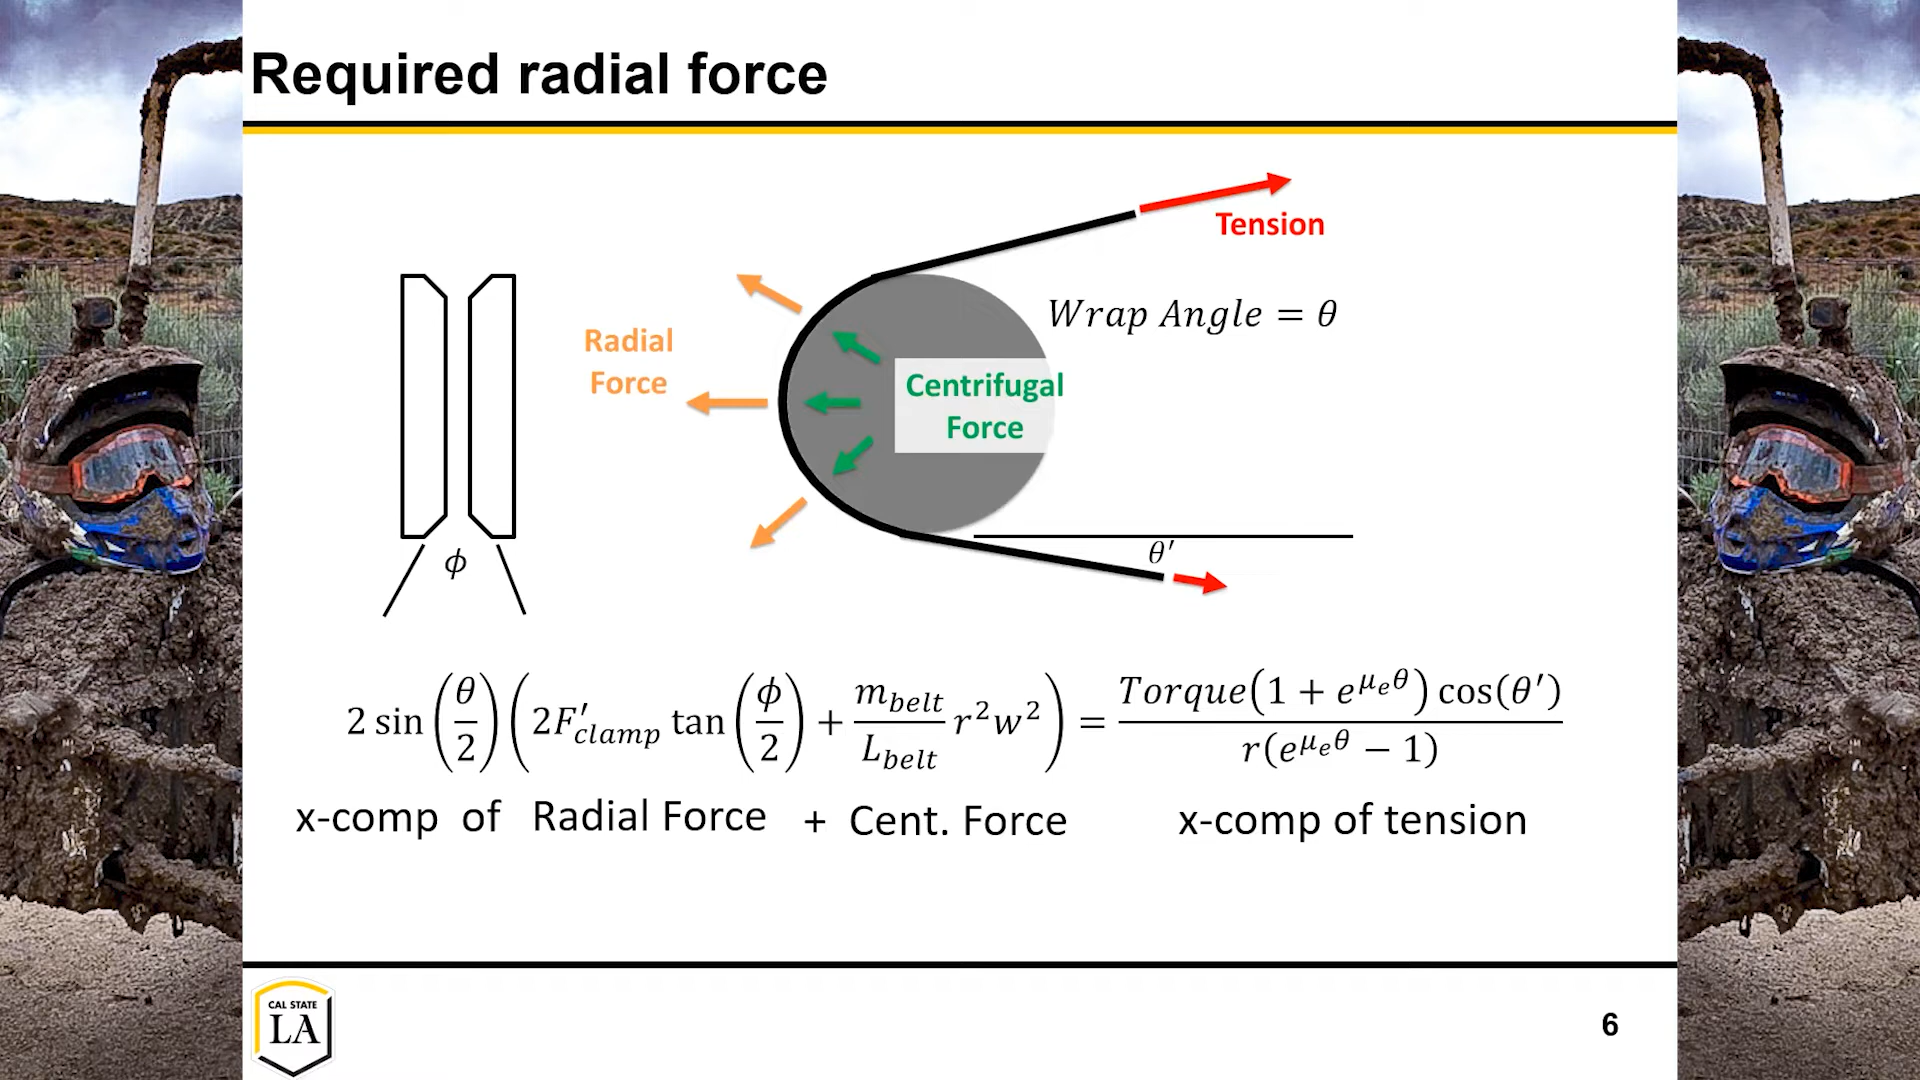 Required radial force
Tension
Wrap Angle = θ
Radial
Force
Centrifugal
Force
θ′
ϕ
2 sin(θ/2)(2F′clamp tan(ϕ/2) + mbelt/Lbelt r²w²) = Torque(1 + e^μeθ) cos(θ′) / r(e^μeθ − 1)
x-comp of Radial Force + Cent. Force x-comp of tension
CAL STATE
LA
6